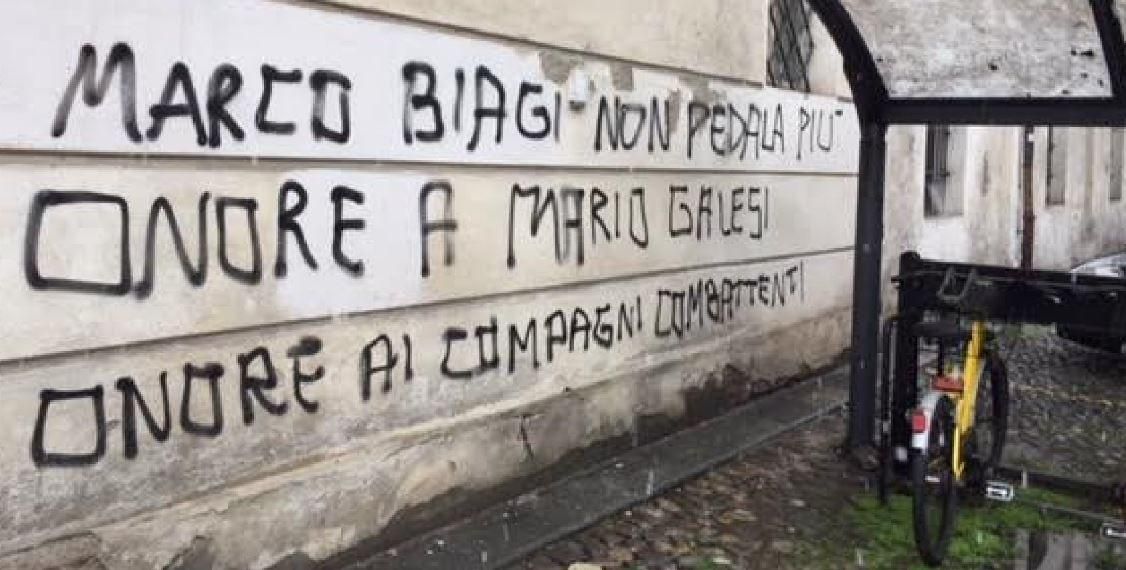 MARCO BIAGI NON PEDALA PIU'
ONORE A MARIO GALESI
ONORE AI COMPAGNI COMBATTENTI